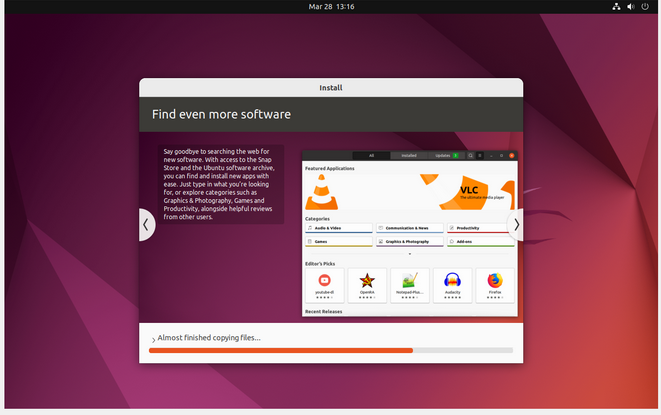 Mar 28 13:16
Install
Find even more software
Say goodbye to searching the web for
new software. With access to the Snap
Store and the Ubuntu software archive,
you can find and install new apps with
ease. Just type in what you're looking
for, or explore categories such as
Graphics & Photography, Games and
Productivity, alongside helpful reviews
from other users.
All Installed Updates
Featured Applications
VLC
The ultimate media player
Categories
Audio & Video Communication & News Productivity
Games Graphics & Photography Add-ons
Editor's Picks
youtube-dl OpenRA Notepad-Plus... Audacity Firefox
Recent Releases
Almost finished copying files...